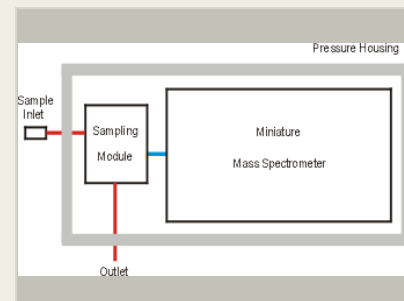 Pressure Housing
Sample
Inlet
Sampling
Module
Miniature
Mass Spectrometer
Outlet